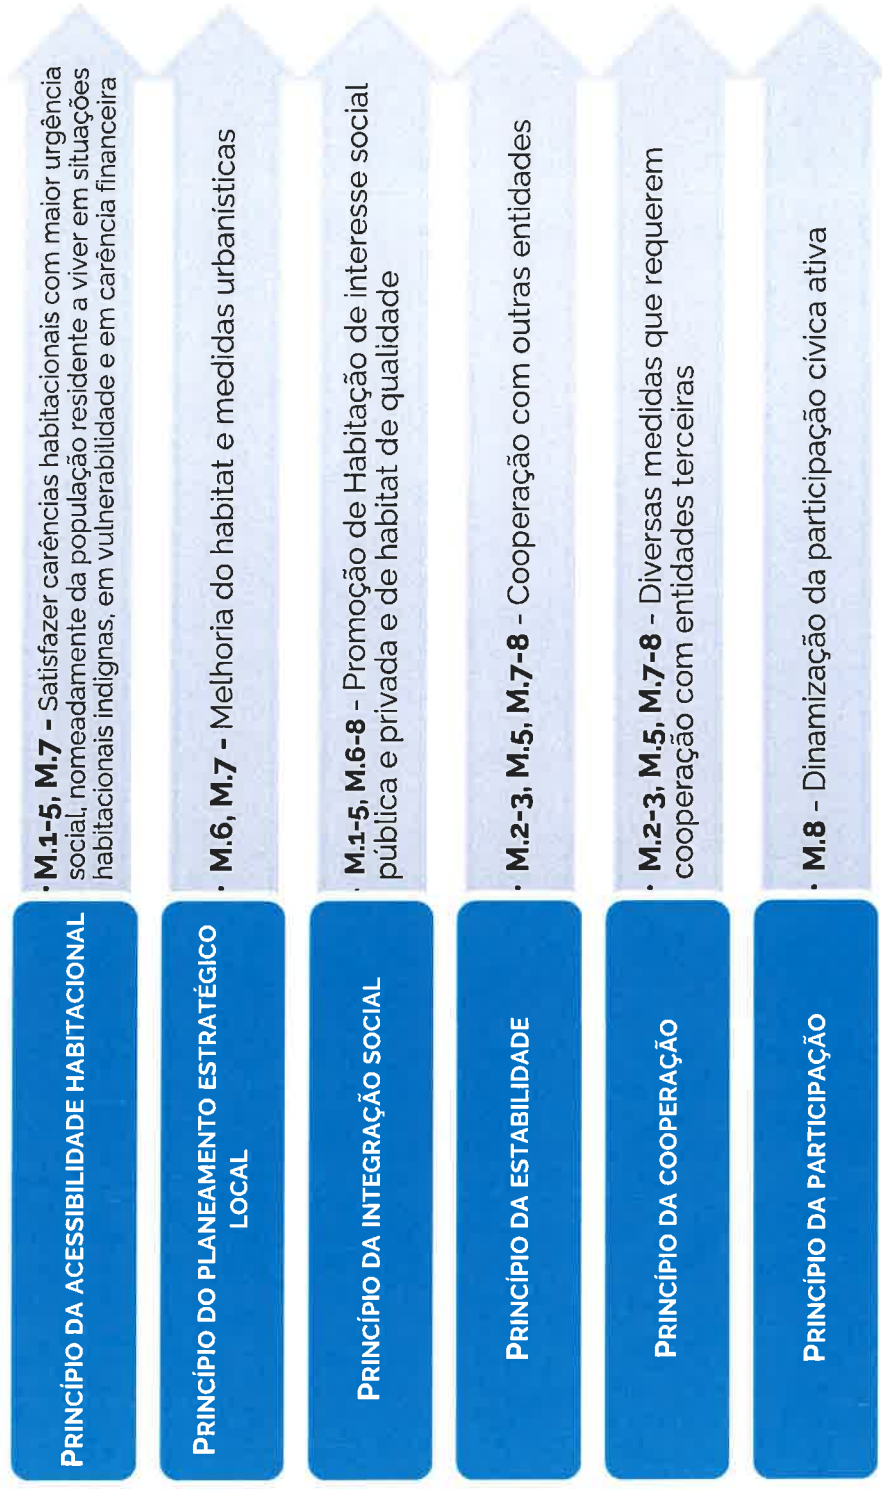 PRINCÍPIO DA ACESSIBILIDADE HABITACIONAL
· M.1-5, M.7 - Satisfazer carências habitacionais com maior urgência
social, nomeadamente da população residente a viver em situações
habitacionais indignas, em vulnerabilidade e em carência financeira
PRINCÍPIO DO PLANEAMENTO ESTRATÉGICO
LOCAL
· M.6, M.7 - Melhoria do habitat e medidas urbanísticas
PRINCÍPIO DA INTEGRAÇÃO SOCIAL
· M.1-5, M.6-8 - Promoção de Habitação de interesse social
pública e privada e de habitat de qualidade
PRINCÍPIO DA ESTABILIDADE
· M.2-3, M.5, M.7-8 - Cooperação com outras entidades
PRINCÍPIO DA COOPERAÇÃO
· M.2-3, M.5, M.7-8 - Diversas medidas que requerem
cooperação com entidades terceiras
PRINCÍPIO DA PARTICIPAÇÃO
· M.8 - Dinamização da participação cívica ativa